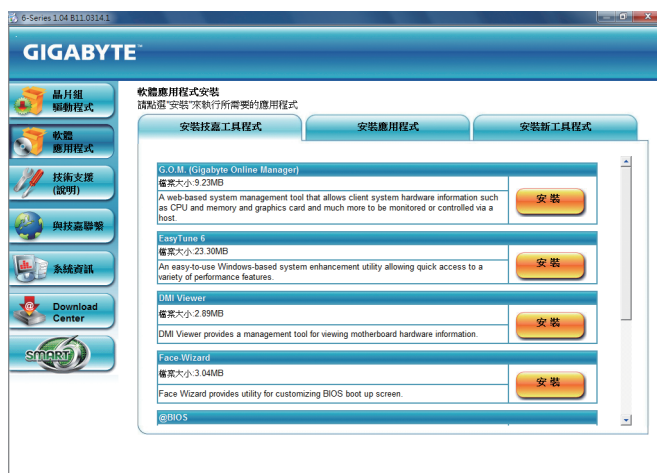 6-Series 1.04 B11.0314.1
GIGABYTE™
晶片組
驅動程式
軟體
應用程式
技術支援
(說明)
與技嘉聯繫
系統資訊
Download
Center
SMART6
軟體應用程式安裝
請點選"安裝"來執行所需要的應用程式
安裝技嘉工具程式
安裝應用程式
安裝新工具程式
G.O.M. (Gigabyte Online Manager)
檔案大小:9.23MB
A web-based system management tool that allows client system hardware information such
as CPU and memory and graphics card and much more to be monitored or controlled via a
host.
安裝
EasyTune 6
檔案大小:23.30MB
An easy-to-use Windows-based system enhancement utility allowing quick access to a
variety of performance features.
安裝
DMI Viewer
檔案大小:2.89MB
DMI Viewer provides a management tool for viewing motherboard hardware information.
安裝
Face-Wizard
檔案大小:3.04MB
Face Wizard provides utility for customizing BIOS boot up screen.
安裝
@BIOS